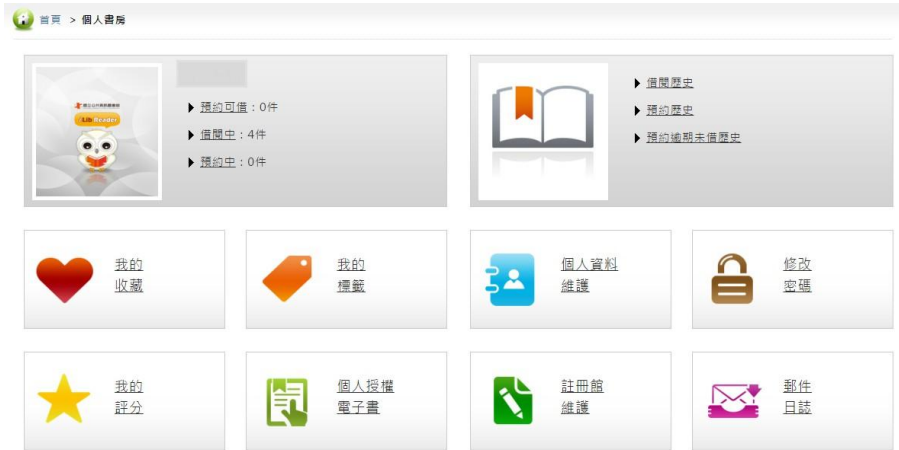 首頁 > 個人書房
iLib Reader
預約可借：0件
借閱中：4件
預約中：0件
借閱歷史
預約歷史
預約逾期未借歷史
我的
收藏
我的
標籤
個人資料
維護
修改
密碼
我的
評分
個人授權
電子書
註冊館
維護
郵件
日誌